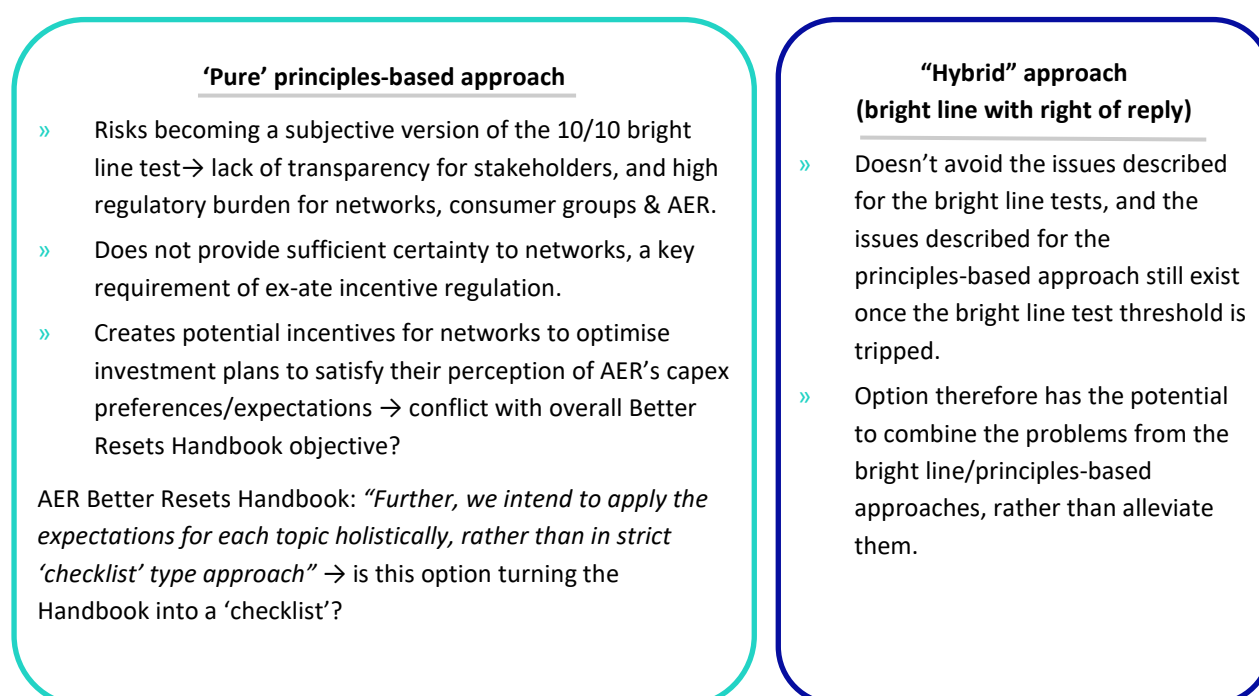 ‘Pure’ principles-based approach
» Risks becoming a subjective version of the 10/10 bright
line test→ lack of transparency for stakeholders, and high
regulatory burden for networks, consumer groups & AER.
» Does not provide sufficient certainty to networks, a key
requirement of ex-ate incentive regulation.
» Creates potential incentives for networks to optimise
investment plans to satisfy their perception of AER’s capex
preferences/expectations → conflict with overall Better
Resets Handbook objective?
AER Better Resets Handbook: “Further, we intend to apply the
expectations for each topic holistically, rather than in strict
‘checklist’ type approach” → is this option turning the
Handbook into a ‘checklist’?
“Hybrid” approach
(bright line with right of reply)
» Doesn’t avoid the issues described
for the bright line tests, and the
issues described for the
principles-based approach still exist
once the bright line test threshold is
tripped.
» Option therefore has the potential
to combine the problems from the
bright line/principles-based
approaches, rather than alleviate
them.